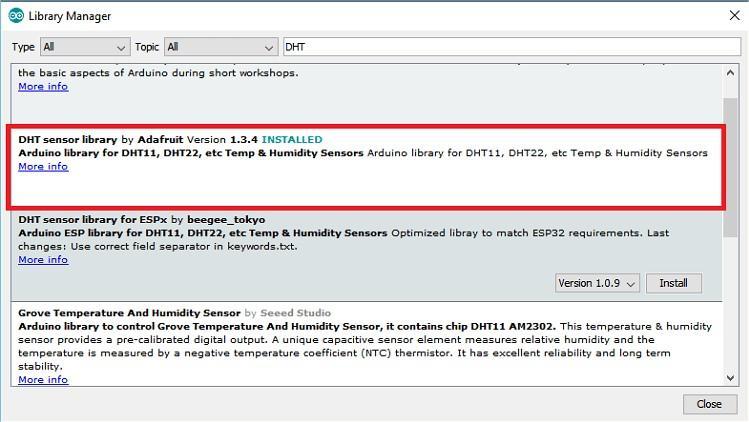 Library Manager
Type All Topic All DHT
the basic aspects of Arduino during short workshops.
More info
DHT sensor library by Adafruit Version 1.3.4 INSTALLED
Arduino library for DHT11, DHT22, etc Temp & Humidity Sensors Arduino library for DHT11, DHT22, etc Temp & Humidity Sensors
More info
DHT sensor library for ESPx by beegee_tokyo
Arduino ESP library for DHT11, DHT22, etc Temp & Humidity Sensors Optimized libray to match ESP32 requirements. Last
changes: Use correct field separator in keywords.txt.
More info
Version 1.0.9 Install
Grove Temperature And Humidity Sensor by Seeed Studio
Arduino library to control Grove Temperature And Humidity Sensor, it contains chip DHT11 AM2302. This temperature & humidity
sensor provides a pre-calibrated digital output. A unique capacitive sensor element measures relative humidity and the
temperature is measured by a negative temperature coefficient (NTC) thermistor. It has excellent reliability and long term
stability.
More info
Close